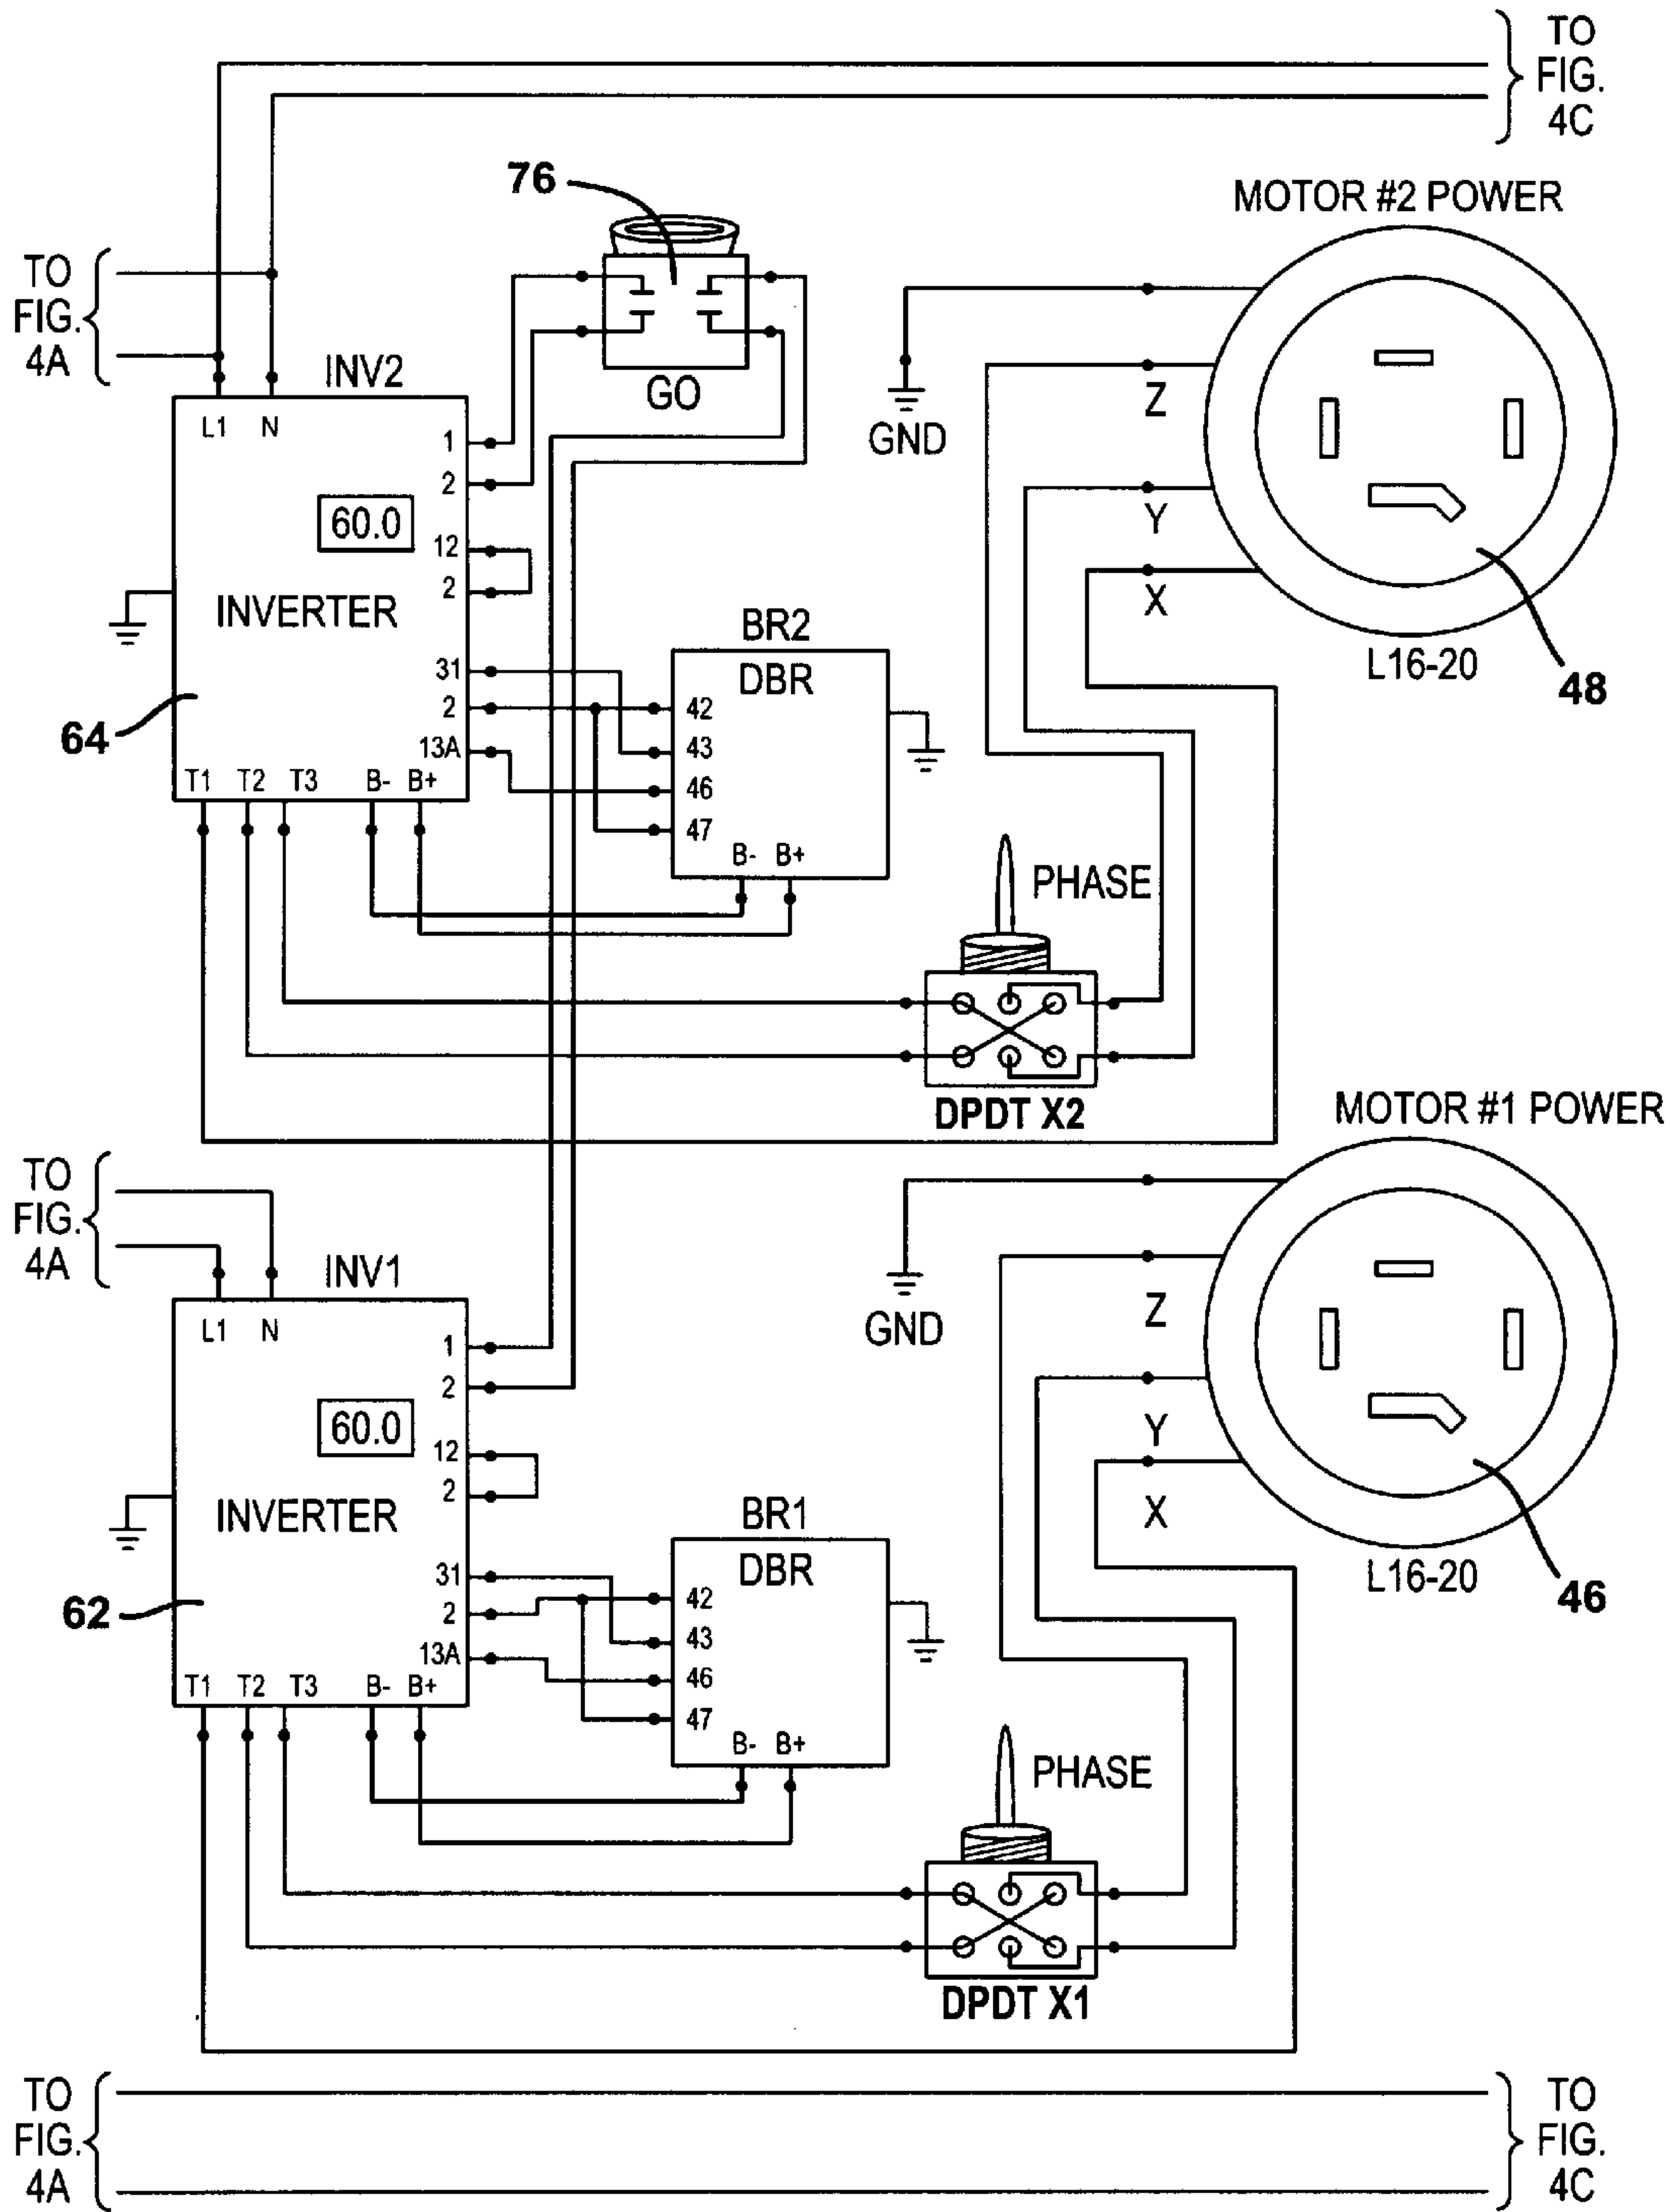 TO
FIG.
4C
76
MOTOR #2 POWER
TO
FIG.
4A
INV2
GO
GND
Z
Y
X
L1 N
1
2
60.0
12
2
INVERTER
31
2
13A
64
T1 T2 T3 B- B+
BR2
DBR
42
43
46
47
B- B+
L16-20
48
PHASE
DPDT X2
MOTOR #1 POWER
TO
FIG.
4A
INV1
GND
Z
Y
X
L1 N
1
2
60.0
12
2
INVERTER
31
2
13A
62
T1 T2 T3 B- B+
BR1
DBR
42
43
46
47
B- B+
L16-20
46
PHASE
DPDT X1
TO
FIG.
4A
TO
FIG.
4C